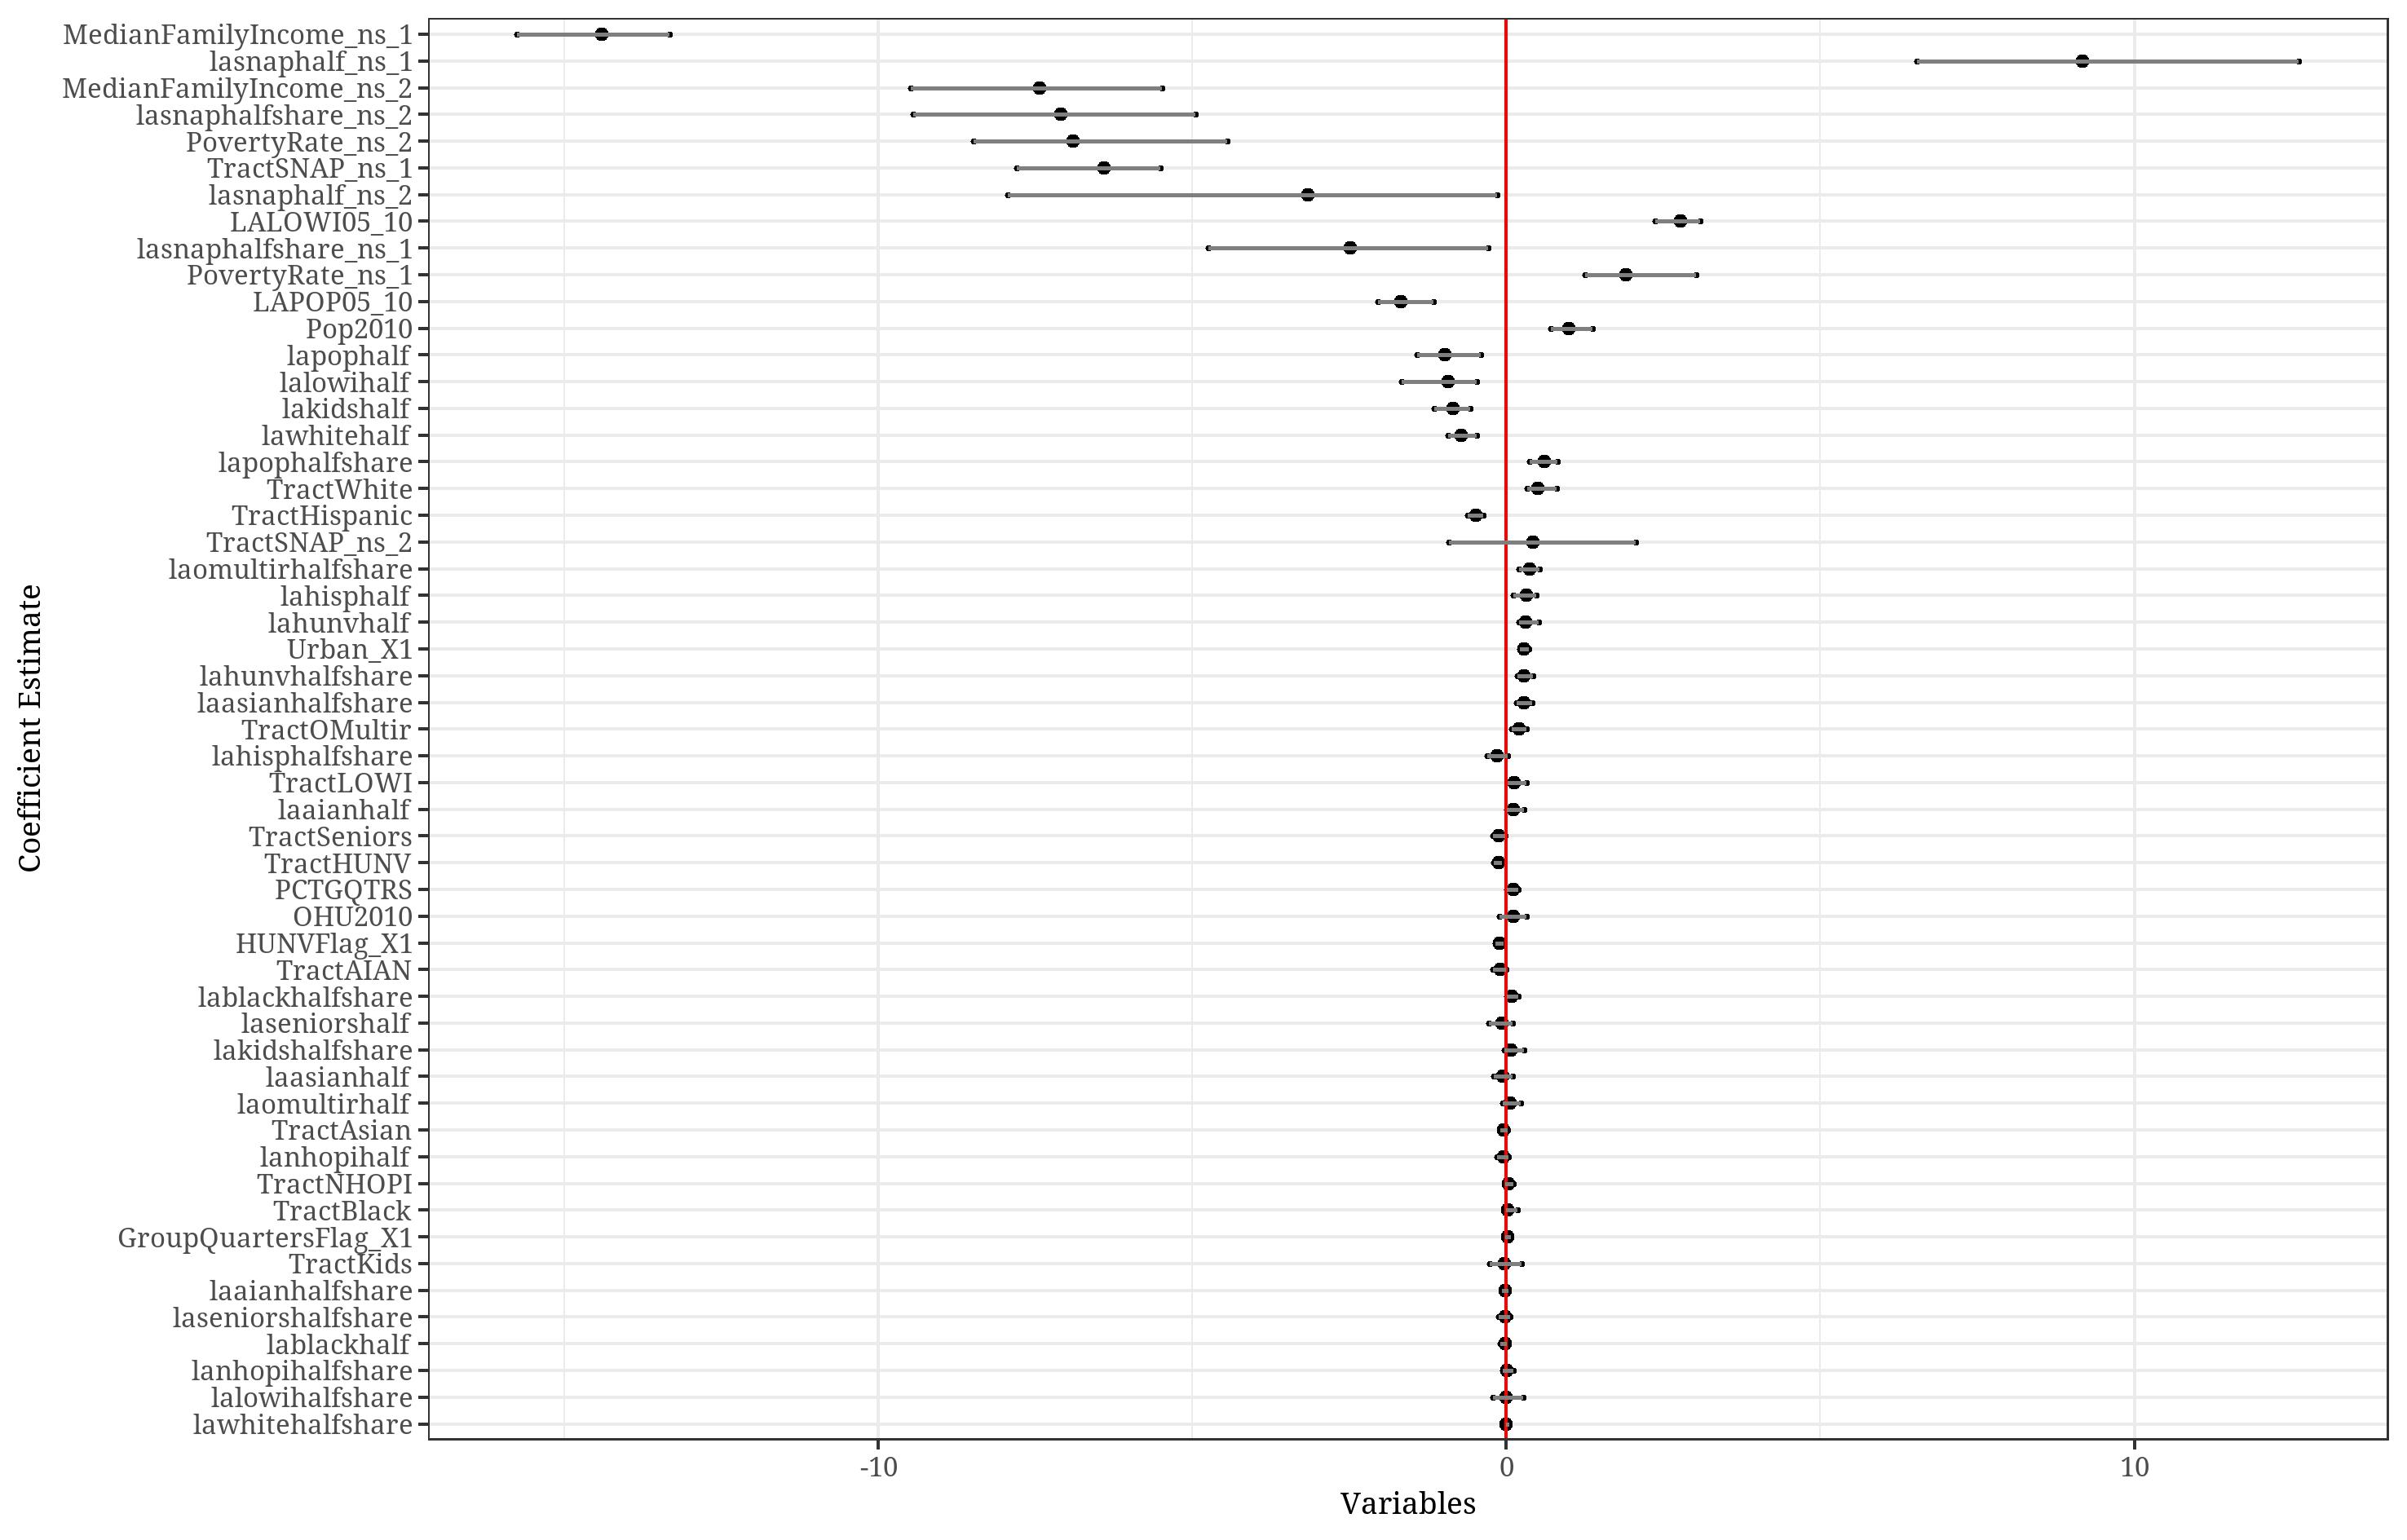 MedianFamilyIncome_ns_1
lasnaphalf_ns_1
MedianFamilyIncome_ns_2
lasnaphalfshare_ns_2
PovertyRate_ns_2
TractSNAP_ns_1
lasnaphalf_ns_2
LALOWI05_10
lasnaphalfshare_ns_1
PovertyRate_ns_1
LAPOP05_10
Pop2010
lapophalf
lalowihalf
lakidshalf
lawhitehalf
lapophalfshare
TractWhite
TractHispanic
TractSNAP_ns_2
laomultirhalfshare
lahisphalf
lahunvhalf
Urban_X1
lahunvhalfshare
laasianhalfshare
TractOMultir
lahisphalfshare
TractLOWI
laaianhalf
TractSeniors
TractHUNV
PCTGQTRS
OHU2010
HUNVFlag_X1
TractAIAN
lablackhalfshare
laseniorshalf
lakidshalfshare
laasianhalf
laomultirhalf
TractAsian
lanhopihalf
TractNHOPI
TractBlack
GroupQuartersFlag_X1
TractKids
laaianhalfshare
laseniorshalfshare
lablackhalf
lanhopihalfshare
lalowihalfshare
lawhitehalfshare
Coefficient Estimate
-10 0 10
Variables